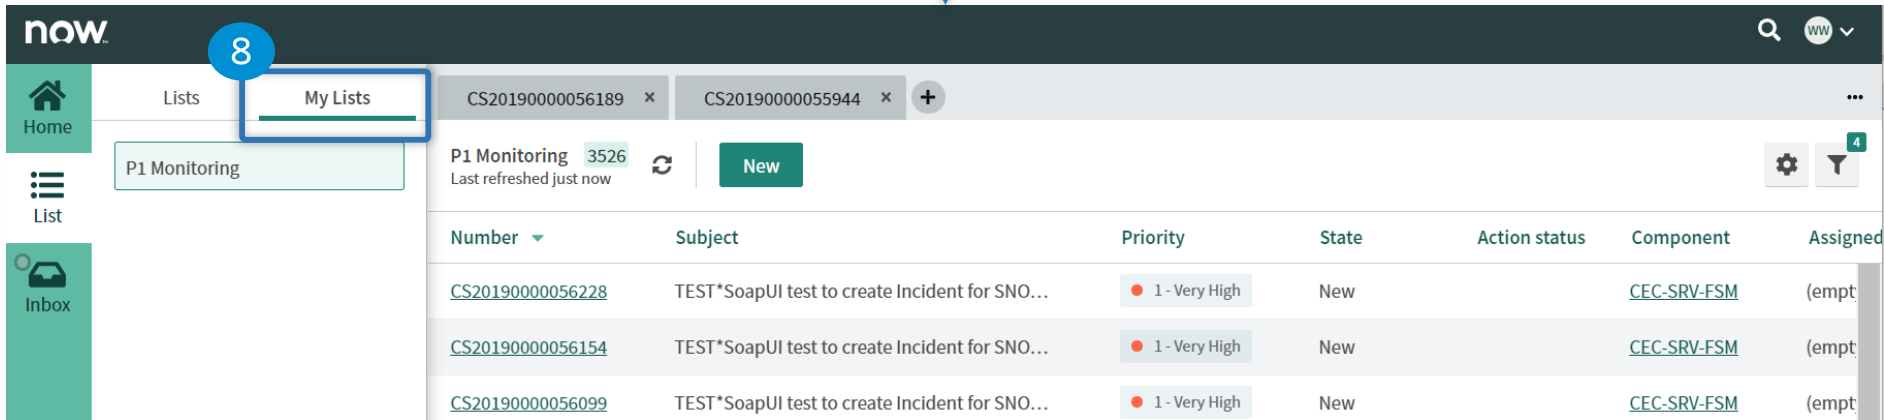 now
8
WW
Home
Lists
My Lists
CS20190000056189 ×
CS20190000055944 ×
+
...
P1 Monitoring
List
Inbox
P1 Monitoring 3526
Last refreshed just now
New
4
Number Subject Priority State Action status Component Assigned
CS20190000056228 TEST*SoapUI test to create Incident for SNO... 1 - Very High New CEC-SRV-FSM (empt
CS20190000056154 TEST*SoapUI test to create Incident for SNO... 1 - Very High New CEC-SRV-FSM (empt
CS20190000056099 TEST*SoapUI test to create Incident for SNO... 1 - Very High New CEC-SRV-FSM (empt